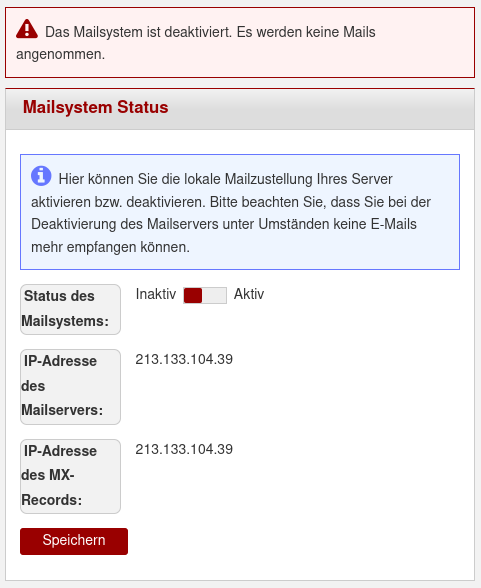 Das Mailsystem ist deaktiviert. Es werden keine Mails
angenommen.
Mailsystem Status
Hier können Sie die lokale Mailzustellung Ihres Server
aktivieren bzw. deaktivieren. Bitte beachten Sie, dass Sie bei der
Deaktivierung des Mailservers unter Umständen keine E-Mails
mehr empfangen können.
Status des
Mailsystems:
Inaktiv Aktiv
IP-Adresse
des
Mailservers:
213.133.104.39
IP-Adresse
des MX-
Records:
213.133.104.39
Speichern